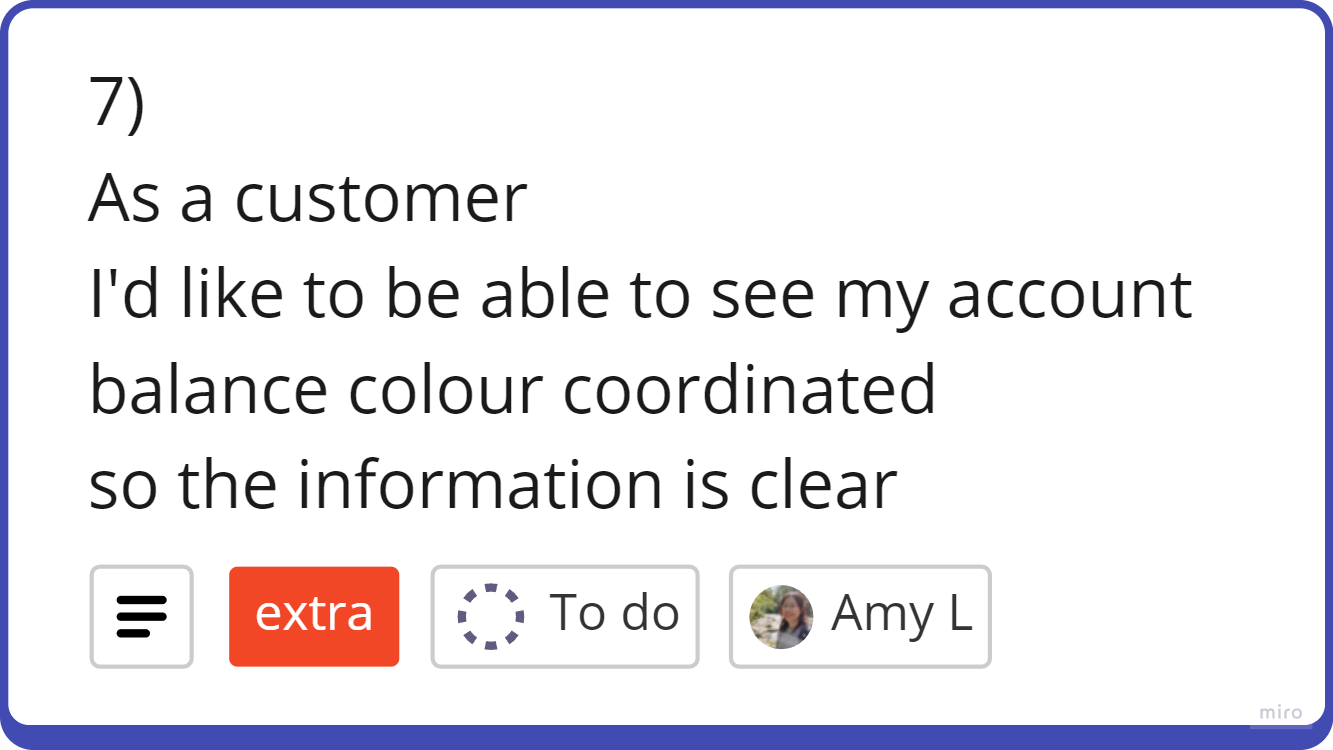 7)
As a customer
I'd like to be able to see my account
balance colour coordinated
so the information is clear
extra
To do
Amy L
miro